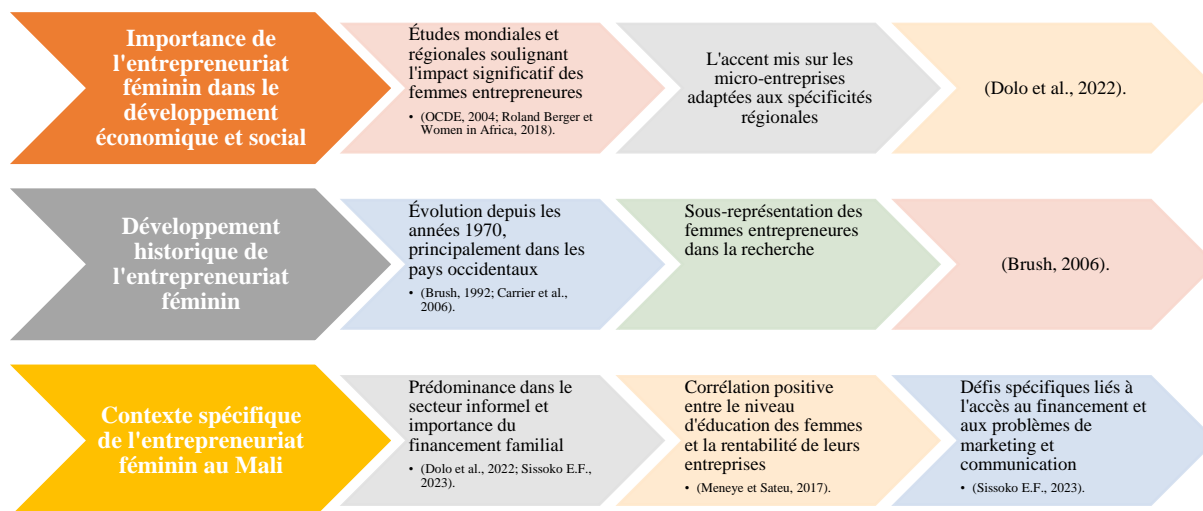 Importance de
l'entrepreneuriat
féminin dans le
développement
économique et social
Études mondiales et
régionales soulignant
l'impact significatif des
femmes entrepreneures
• (OCDE, 2004; Roland Berger et
Women in Africa, 2018).
L'accent mis sur les
micro-entreprises
adaptées aux spécificités
régionales
(Dolo et al., 2022).
Développement
historique de
l'entrepreneuriat
féminin
Évolution depuis les
années 1970,
principalement dans les
pays occidentaux
• (Brush, 1992; Carrier et al.,
2006).
Sous-représentation des
femmes entrepreneures
dans la recherche
(Brush, 2006).
Contexte spécifique
de l'entrepreneuriat
féminin au Mali
Prédominance dans le
secteur informel et
importance du
financement familial
• (Dolo et al., 2022; Sissoko E.F.,
2023).
Corrélation positive
entre le niveau
d'éducation des femmes
et la rentabilité de leurs
entreprises
• (Meneye et Sateu, 2017).
Défis spécifiques liés à
l'accès au financement et
aux problèmes de
marketing et
communication
• (Sissoko E.F., 2023).